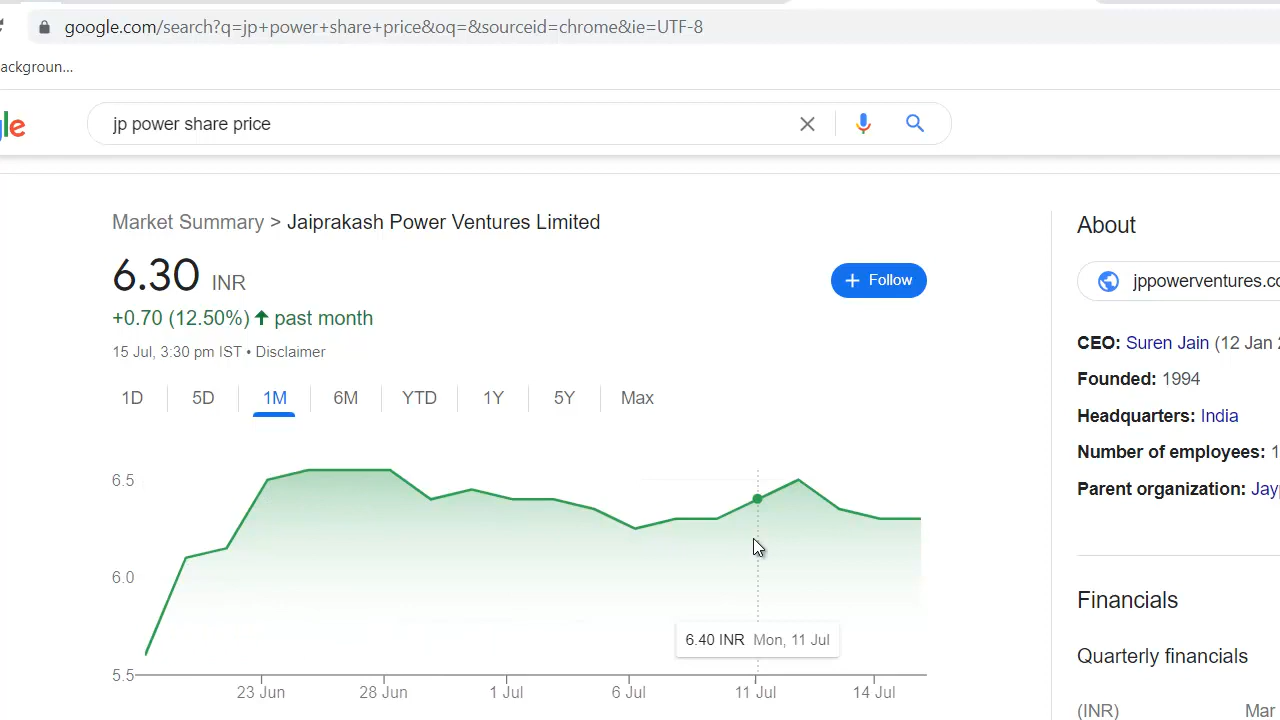 google.com/search?q=jp+power+share+price&oq=&sourceid=chrome&ie=UTF-8
ackgroun...
gle
jp power share price
Market Summary > Jaiprakash Power Ventures Limited
6.30 INR
Follow
+0.70 (12.50%) ↑ past month
15 Jul, 3:30 pm IST • Disclaimer
1D 5D 1M 6M YTD 1Y 5Y Max
6.5
6.0
5.5
6.40 INR Mon, 11 Jul
23 Jun 28 Jun 1 Jul 6 Jul 11 Jul 14 Jul
About
jppowerventures.co
CEO: Suren Jain (12 Jan 2
Founded: 1994
Headquarters: India
Number of employees: 1
Parent organization: Jayp
Financials
Quarterly financials
(INR) Mar